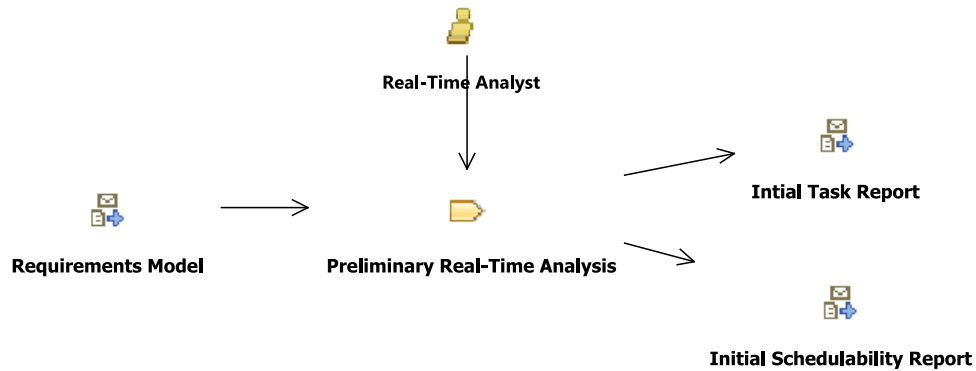 Real-Time Analyst
Intial Task Report
Requirements Model
Preliminary Real-Time Analysis
Initial Schedulability Report